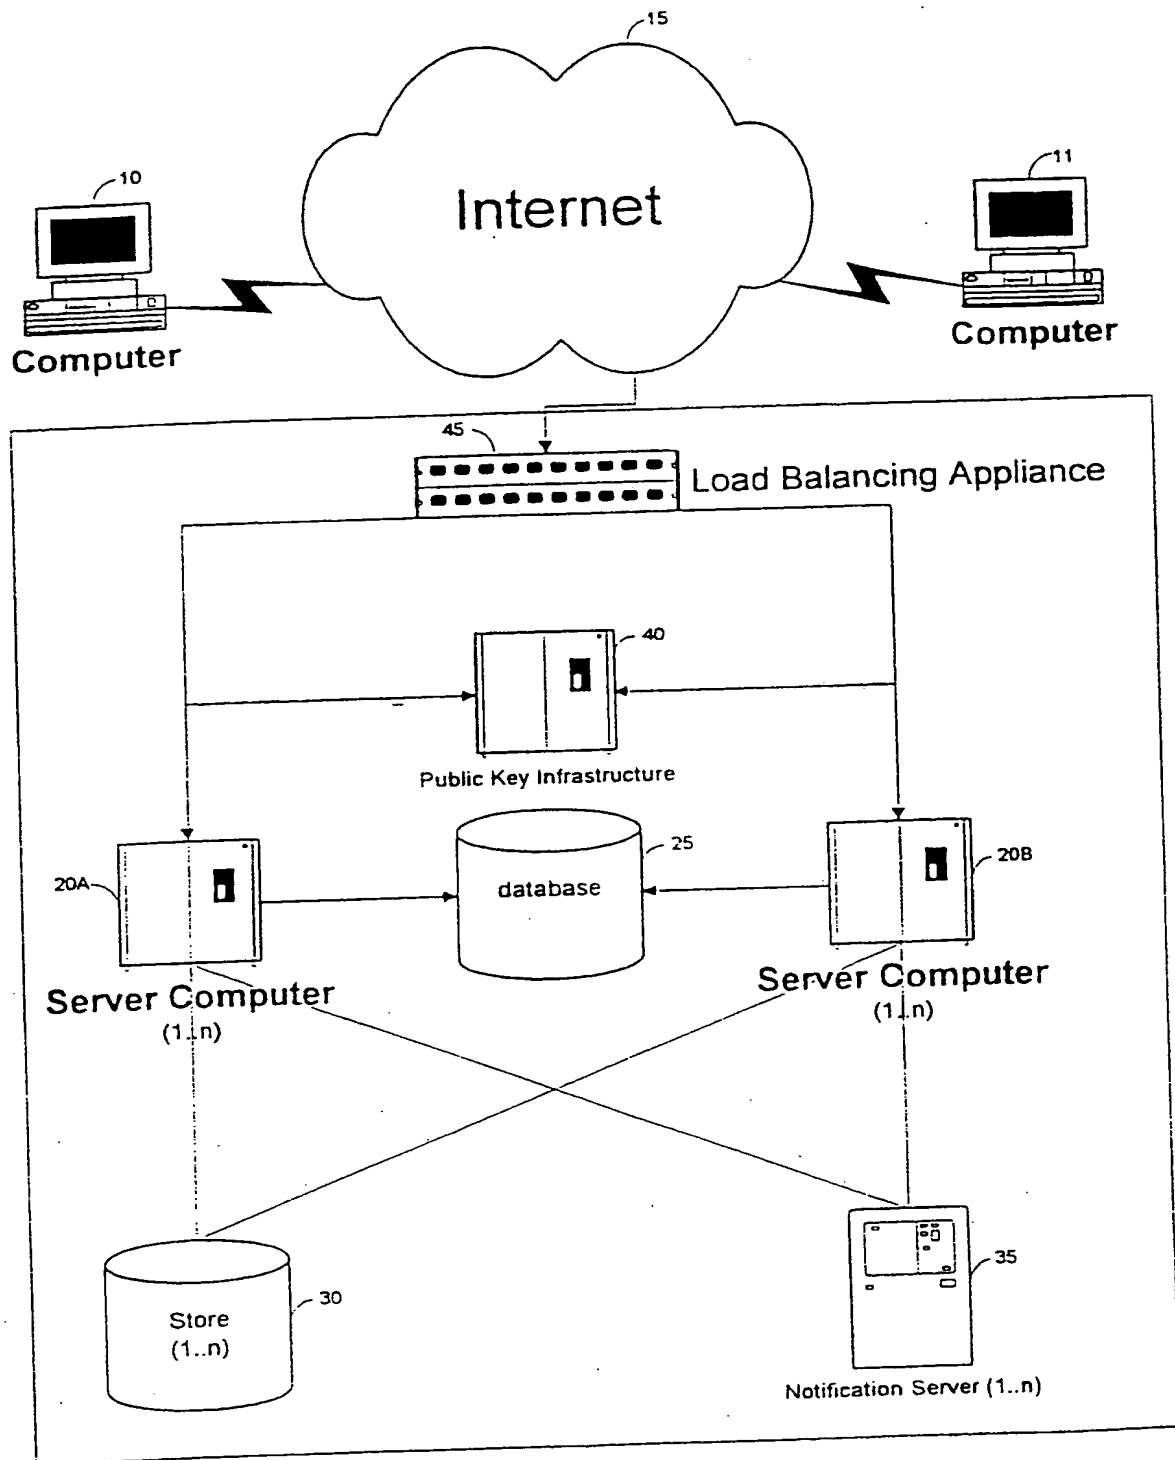 15
10
11
Internet
Computer
Computer
45
Load Balancing Appliance
40
Public Key Infrastructure
25
20A
20B
database
Server Computer
(1..n)
Server Computer
(1..n)
35
30
Store
(1..n)
Notification Server (1..n)